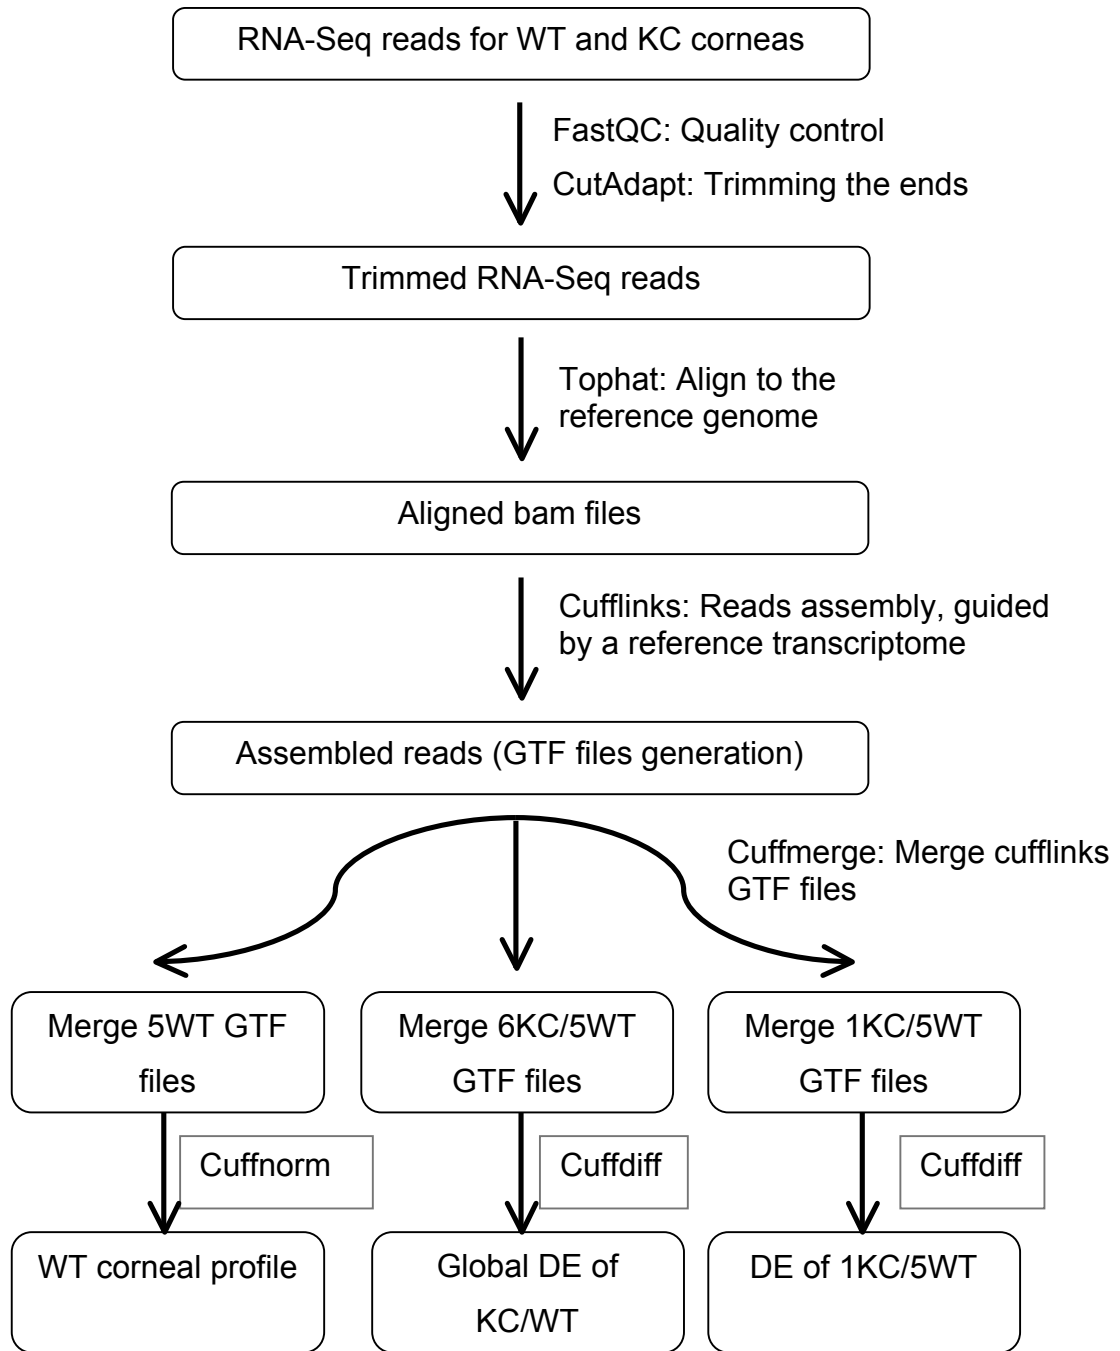 RNA-Seq reads for WT and KC corneas
FastQC: Quality control
CutAdapt: Trimming the ends
Trimmed RNA-Seq reads
Tophat: Align to the
reference genome
Aligned bam files
Cufflinks: Reads assembly, guided
by a reference transcriptome
Assembled reads (GTF files generation)
Cuffmerge: Merge cufflinks
GTF files
Merge 5WT GTF
files
Merge 6KC/5WT
GTF files
Merge 1KC/5WT
GTF files
Cuffnorm
Cuffdiff
Cuffdiff
WT corneal profile
Global DE of
KC/WT
DE of 1KC/5WT